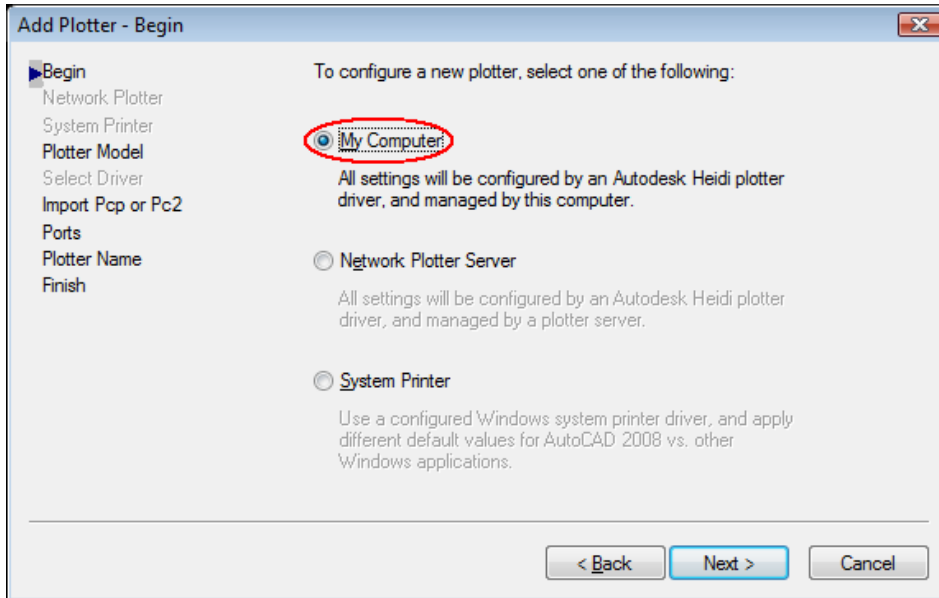 Add Plotter - Begin
Begin
Network Plotter
System Printer
Plotter Model
Select Driver
Import Pcp or Pc2
Ports
Plotter Name
Finish
To configure a new plotter, select one of the following:
My Computer
All settings will be configured by an Autodesk Heidi plotter
driver, and managed by this computer.
Network Plotter Server
All settings will be configured by an Autodesk Heidi plotter
driver, and managed by a plotter server.
System Printer
Use a configured Windows system printer driver, and apply
different default values for AutoCAD 2008 vs. other
Windows applications.
< Back
Next >
Cancel